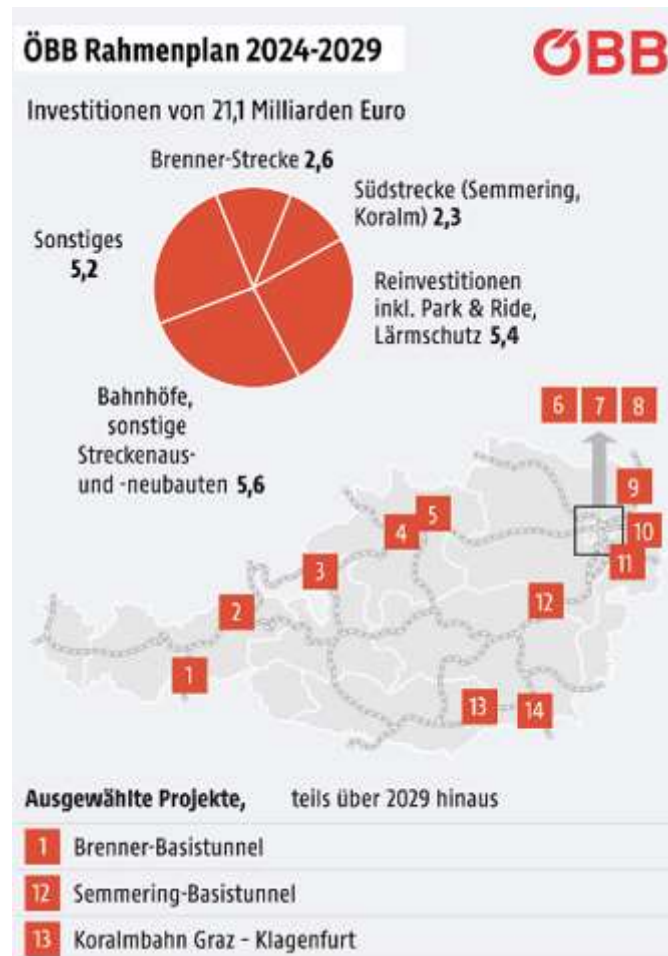 ÖBB Rahmenplan 2024-2029
ÖBB
Investitionen von 21,1 Milliarden Euro
Brenner-Strecke 2,6
Südstrecke (Semmering,
Koralm) 2,3
Sonstiges
5,2
Reinvestitionen
inkl. Park & Ride,
Lärmschutz 5,4
Bahnhöfe,
sonstige
Streckenaus-
und -neubauten 5,6
6 7 8
9
5
4
10
11
3
12
2
1
13
14
Ausgewählte Projekte, teils über 2029 hinaus
1 Brenner-Basistunnel
12 Semmering-Basistunnel
13 Koralmbahn Graz - Klagenfurt